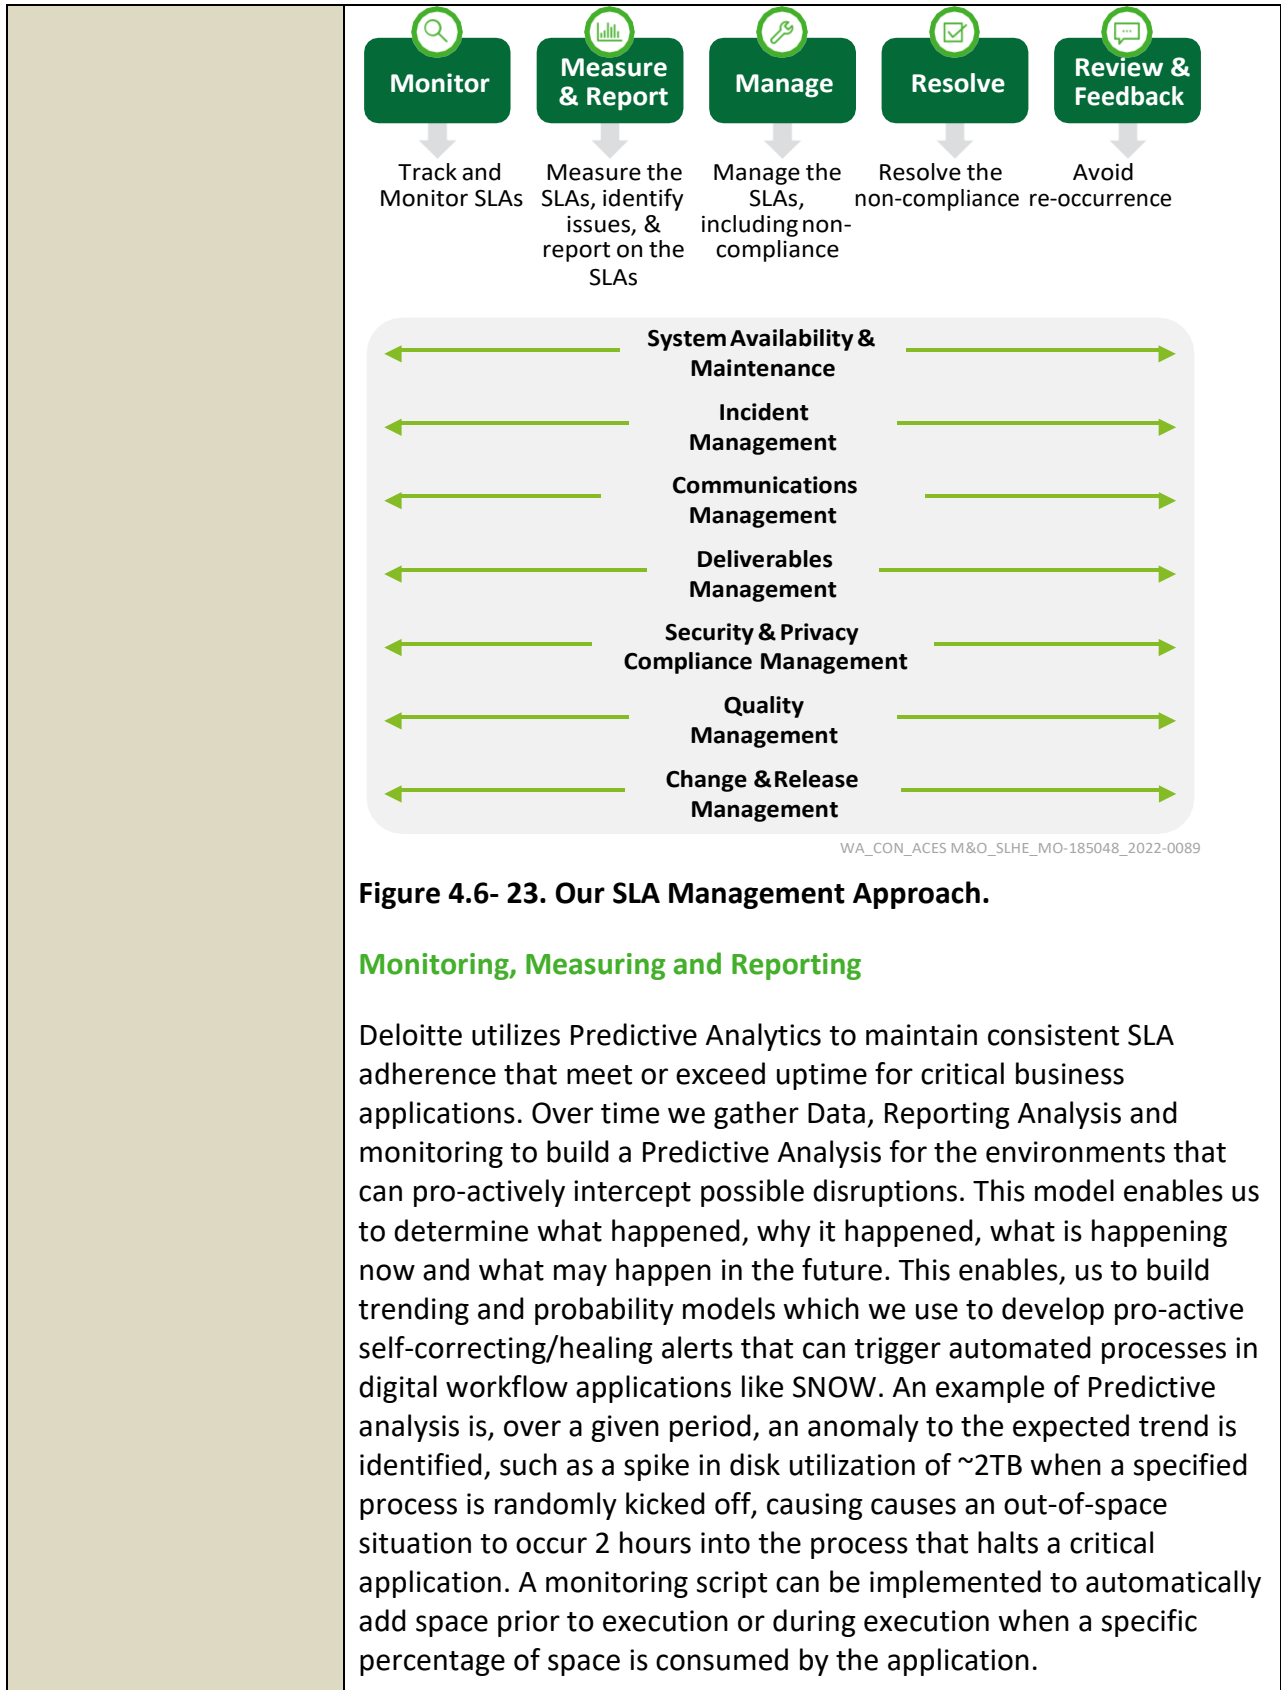 Monitor
Measure
& Report
Manage
Resolve
Review &
Feedback
Track and
Monitor SLAs
Measure the
SLAs, identify
issues, &
report on the
SLAs
Manage the
SLAs,
including non-
compliance
Resolve the
non-compliance
Avoid
re-occurrence
System Availability &
Maintenance
Incident
Management
Communications
Management
Deliverables
Management
Security & Privacy
Compliance Management
Quality
Management
Change & Release
Management
WA_CON_ACES M&O_SLHE_MO-185048_2022-0089
Figure 4.6- 23. Our SLA Management Approach.
Monitoring, Measuring and Reporting
Deloitte utilizes Predictive Analytics to maintain consistent SLA
adherence that meet or exceed uptime for critical business
applications. Over time we gather Data, Reporting Analysis and
monitoring to build a Predictive Analysis for the environments that
can pro-actively intercept possible disruptions. This model enables us
to determine what happened, why it happened, what is happening
now and what may happen in the future. This enables, us to build
trending and probability models which we use to develop pro-active
self-correcting/healing alerts that can trigger automated processes in
digital workflow applications like SNOW. An example of Predictive
analysis is, over a given period, an anomaly to the expected trend is
identified, such as a spike in disk utilization of ~2TB when a specified
process is randomly kicked off, causing causes an out-of-space
situation to occur 2 hours into the process that halts a critical
application. A monitoring script can be implemented to automatically
add space prior to execution or during execution when a specific
percentage of space is consumed by the application.